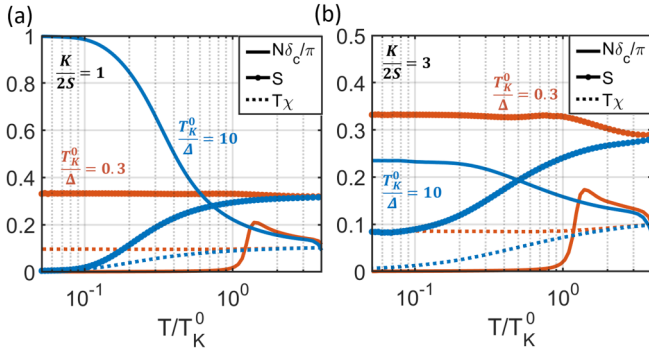 (a)
1
0.8
0.6
0.4
0.2
0
K/2S = 1
Nδc/π
S
Tχ
T_K^0/Δ = 10
T_K^0/Δ = 0.3
10^-1
10^0
T/T_K^0
(b)
0.5
0.4
0.3
0.2
0.1
0
K/2S = 3
Nδc/π
S
Tχ
T_K^0/Δ = 0.3
T_K^0/Δ = 10
10^-1
10^0
T/T_K^0